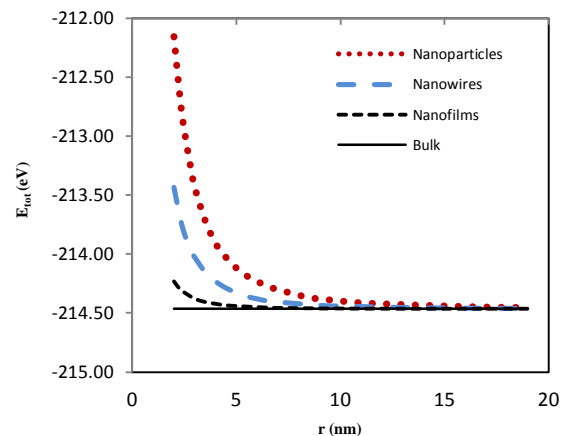 -212.00
-212.50
-213.00
-213.50
-214.00
-214.50
-215.00
E_tot (eV)
Nanoparticles
Nanowires
Nanofilms
Bulk
0 5 10 15 20
r (nm)